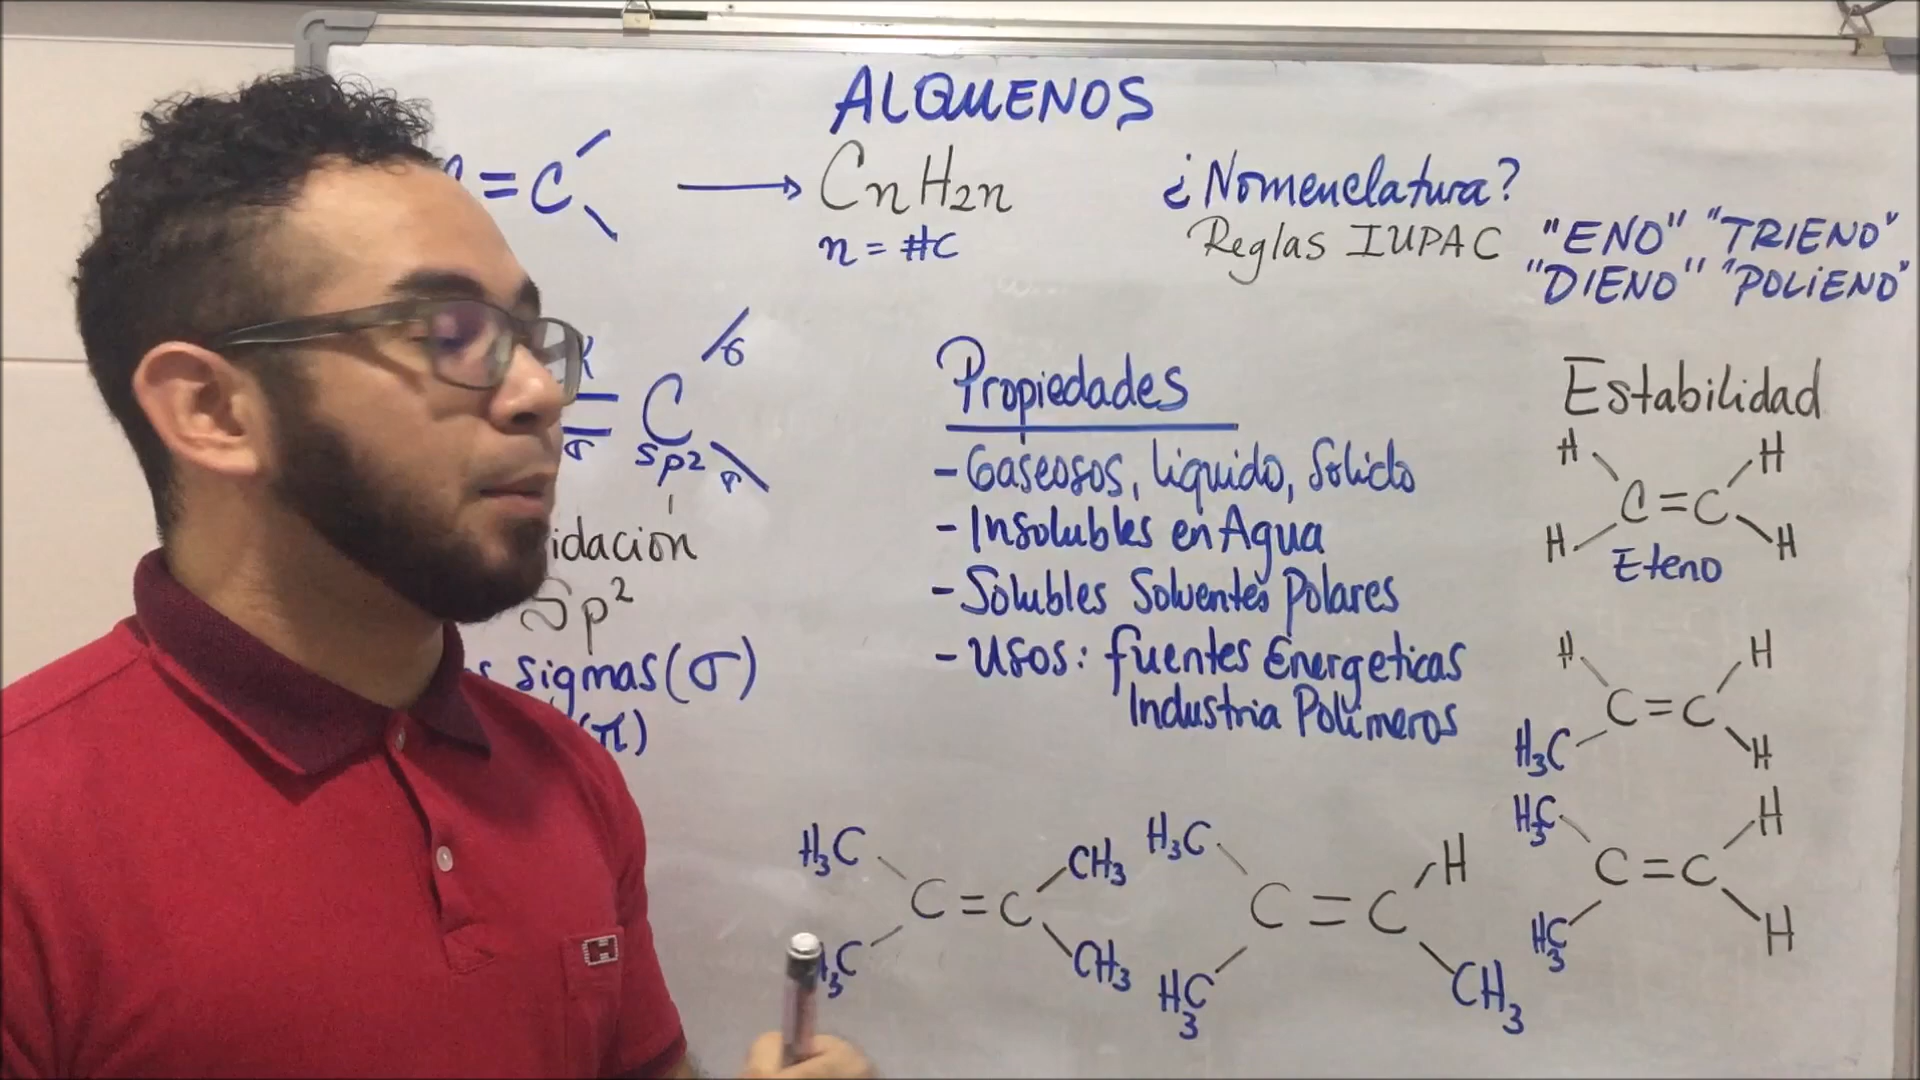 ALQUENOS
=C → CnH2n
n = #C
¿Nomenclatura?
Reglas IUPAC
"ENO" "TRIENO"
"DIENO" "POLiENO"
C
sp2
σ
idación
Sp²
s sigmas (σ)
(π)
Propiedades
- Gaseosos, liquido, Solido
- Insolubles en Agua
- Solubles Solventes Polares
- Usos: fuentes Energeticas
Industria Polimeros
Estabilidad
H H
C=C
H H
Eteno
H H
C=C
H3C H
H3C H
C=C
H3C H
H3C CH3
C=C
3C CH3
H3C H
C=C
H3C CH3
H